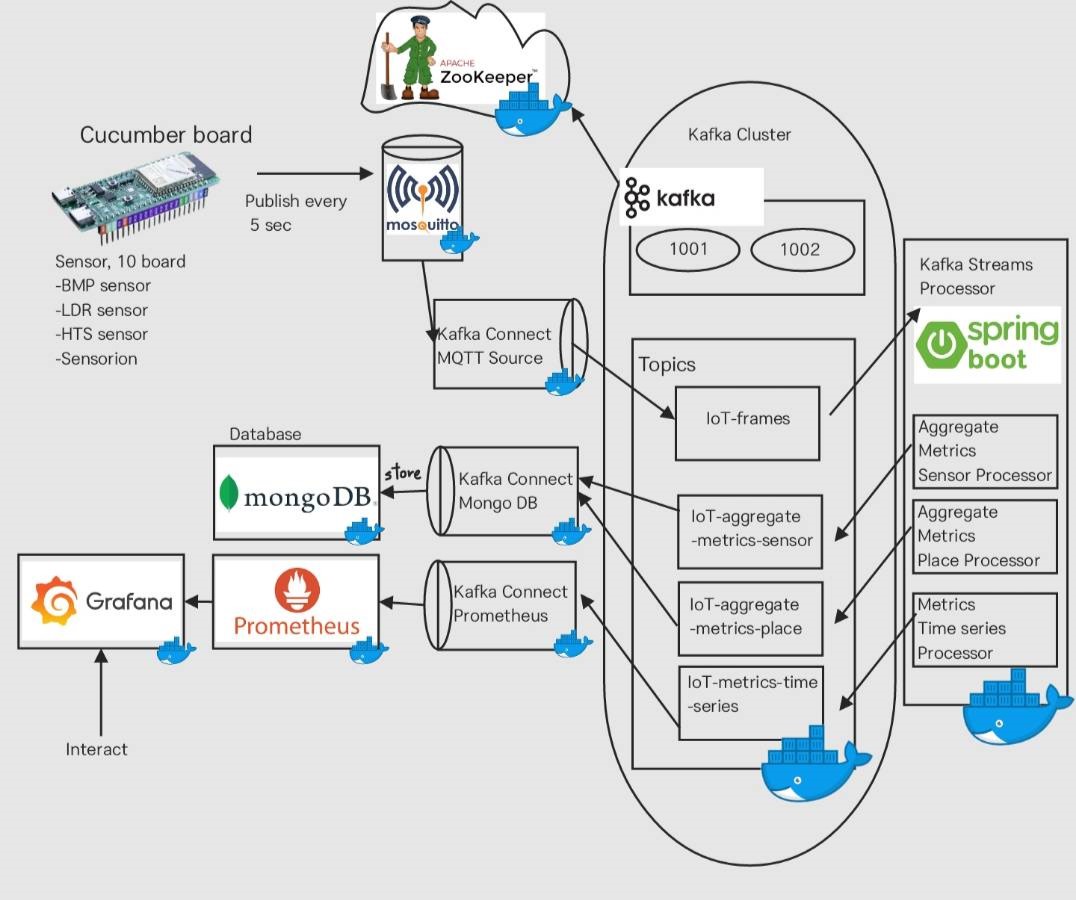 APACHE
ZooKeeper™
Cucumber board
Publish every
5 sec
mosquitto
Sensor, 10 board
-BMP sensor
-LDR sensor
-HTS sensor
-Sensorion
Kafka Connect
MQTT Source
Kafka Cluster
kafka
1001
1002
Topics
IoT-frames
IoT-aggregate
-metrics-sensor
IoT-aggregate
-metrics-place
IoT-metrics-time
-series
Kafka Streams
Processor
spring
boot
Aggregate
Metrics
Sensor Processor
Aggregate
Metrics
Place Processor
Metrics
Time series
Processor
Database
mongoDB
store
Kafka Connect
Mongo DB
Grafana
Prometheus
Kafka Connect
Prometheus
Interact